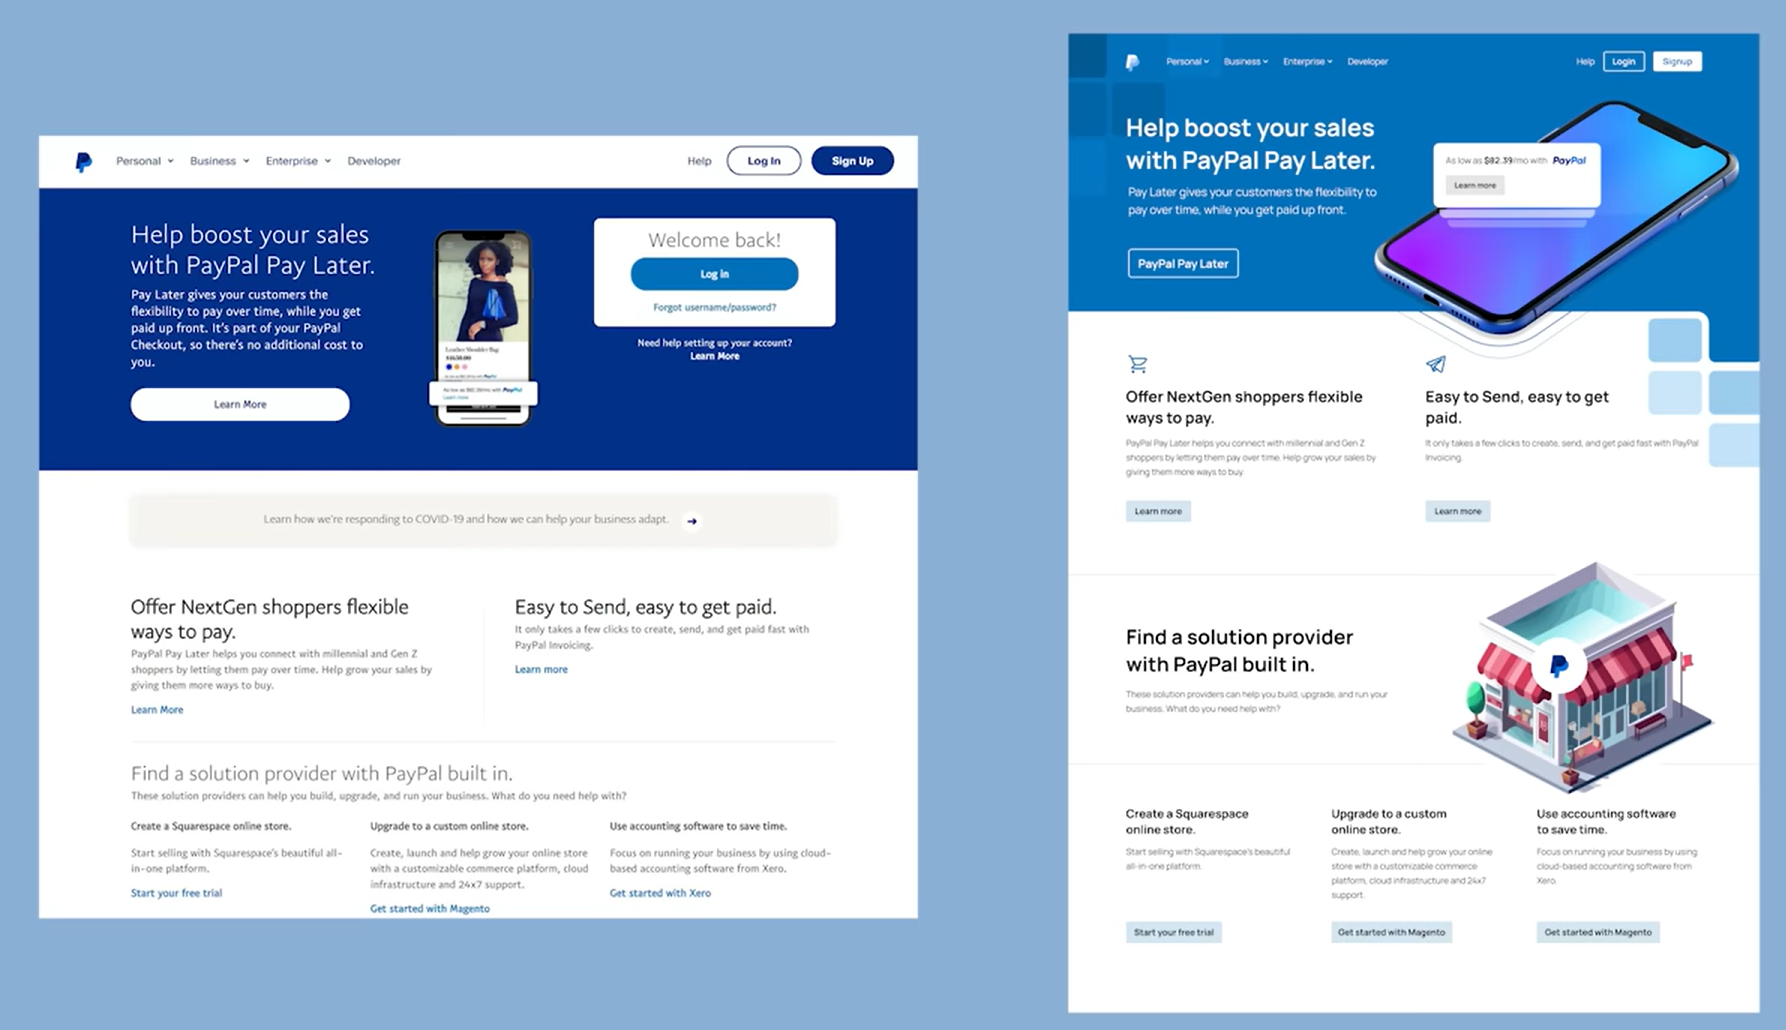 Personal Business Enterprise Developer Help Log In Sign Up
Help boost your sales
with PayPal Pay Later.
Pay Later gives your customers the
flexibility to pay over time, while you get
paid up front. It's part of your PayPal
Checkout, so there's no additional cost to
you.
Learn More
As low as $82.39/mo with PayPal
Learn more
Welcome back!
Log in
Forgot username/password?
Need help setting up your account?
Learn More
Learn how we're responding to COVID-19 and how we can help your business adapt.
Offer NextGen shoppers flexible
ways to pay.
PayPal Pay Later helps you connect with millennial and Gen Z
shoppers by letting them pay over time. Help grow your sales by
giving them more ways to buy.
Learn More
Easy to Send, easy to get paid.
It only takes a few clicks to create, send, and get paid fast with
PayPal Invoicing.
Learn more
Find a solution provider with PayPal built in.
These solution providers can help you build, upgrade, and run your business. What do you need help with?
Create a Squarespace online store.
Start selling with Squarespace's beautiful all-
in-one platform.
Start your free trial
Upgrade to a custom online store.
Create, launch and help grow your online store
with a customizable commerce platform, cloud
infrastructure and 24x7 support.
Get started with Magento
Use accounting software to save time.
Focus on running your business by using cloud-
based accounting software from Xero.
Get started with Xero
Personal Business Enterprise Developer Help Login Signup
Help boost your sales
with PayPal Pay Later.
Pay Later gives your customers the flexibility to
pay over time, while you get paid up front.
PayPal Pay Later
As low as $82.39/mo with PayPal
Learn more
Offer NextGen shoppers flexible
ways to pay.
PayPal Pay Later helps you connect with millennial and Gen Z
shoppers by letting them pay over time. Help grow your sales by
giving them more ways to buy
Learn more
Easy to Send, easy to get
paid.
It only takes a few clicks to create, send, and get paid fast with PayPal
Invoicing.
Learn more
Find a solution provider
with PayPal built in.
These solution providers can help you build, upgrade, and run your
business. What do you need help with?
Create a Squarespace
online store.
Start selling with Squarespace's beautiful
all-in-one platform.
Start your free trial
Upgrade to a custom
online store.
Create, launch and help grow your online
store with a customizable commerce
platform, cloud infrastructure and 24x7
support.
Get started with Magento
Use accounting software
to save time.
Focus on running your business by using
cloud-based accounting software from
Xero.
Get started with Magento